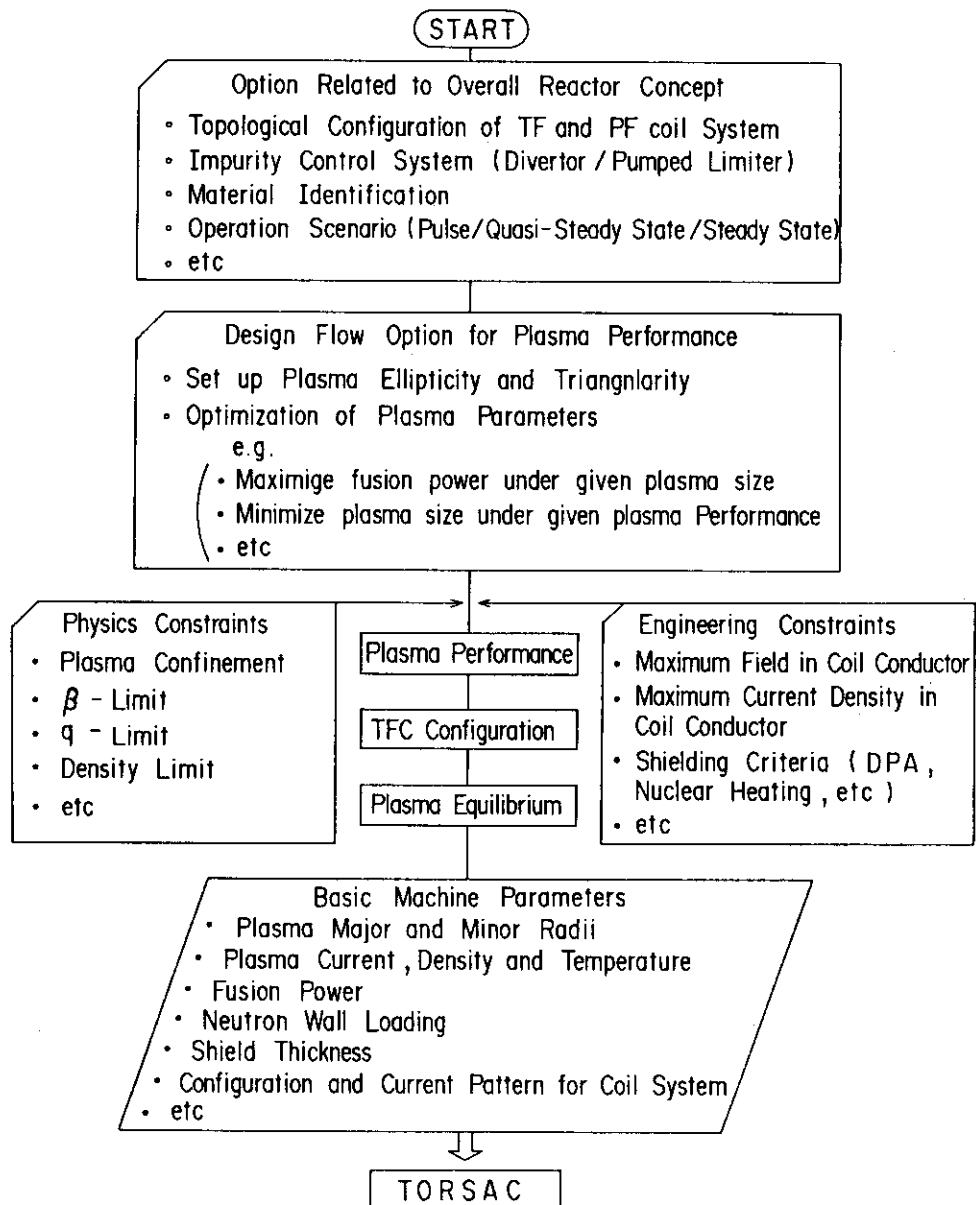 START
Option Related to Overall Reactor Concept
∘ Topological Configuration of TF and PF coil System
∘ Impurity Control System (Divertor / Pumped Limiter)
∘ Material Identification
∘ Operation Scenario (Pulse/Quasi-Steady State/Steady State)
∘ etc
Design Flow Option for Plasma Performance
∘ Set up Plasma Ellipticity and Triangnlarity
∘ Optimization of Plasma Parameters
e.g.
• Maximige fusion power under given plasma size
• Minimize plasma size under given plasma Performance
• etc
Physics Constraints
• Plasma Confinement
• β - Limit
• q - Limit
• Density Limit
• etc
Plasma Performance
TFC Configuration
Plasma Equilibrium
Engineering Constraints
• Maximum Field in Coil Conductor
• Maximum Current Density in
Coil Conductor
• Shielding Criteria ( DPA ,
Nuclear Heating , etc )
• etc
Basic Machine Parameters
• Plasma Major and Minor Radii
• Plasma Current , Density and Temperature
• Fusion Power
• Neutron Wall Loading
• Shield Thickness
• Configuration and Current Pattern for Coil System
• etc
TORSAC